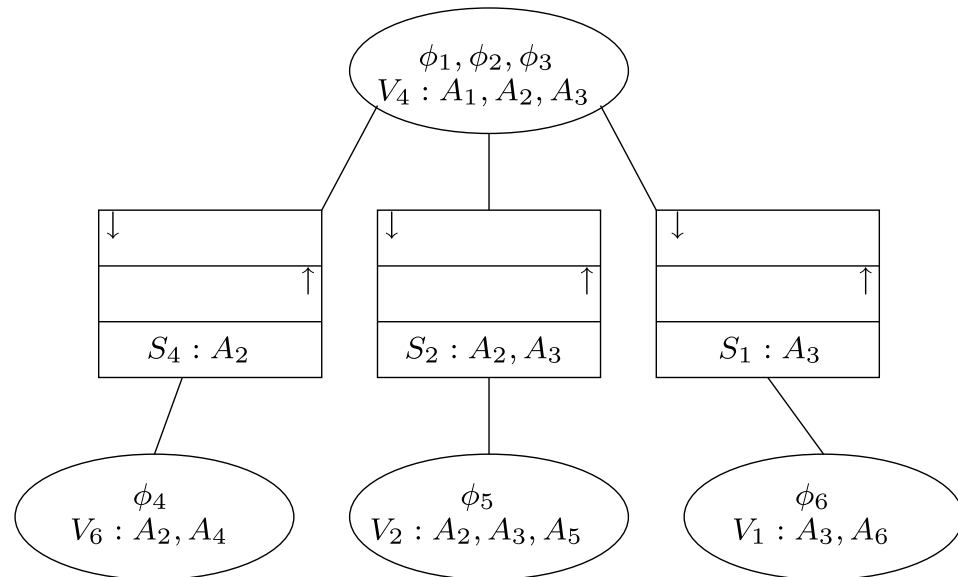 ϕ₁, ϕ₂, ϕ₃
V₄ : A₁, A₂, A₃
↓ ↓ ↓
↑ ↑ ↑
S₄ : A₂
S₂ : A₂, A₃
S₁ : A₃
ϕ₄
V₆ : A₂, A₄
ϕ₅
V₂ : A₂, A₃, A₅
ϕ₆
V₁ : A₃, A₆